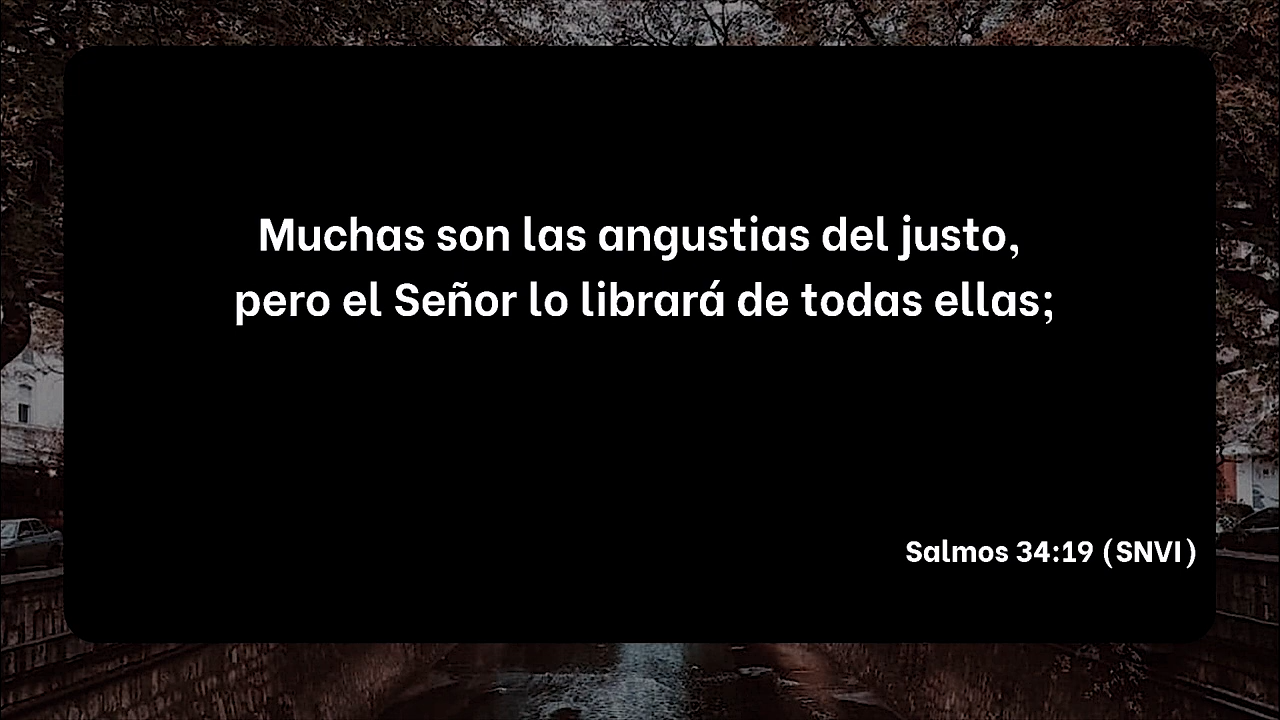 Muchas son las angustias del justo,
pero el Señor lo librará de todas ellas;
Salmos 34:19 (SNVI)